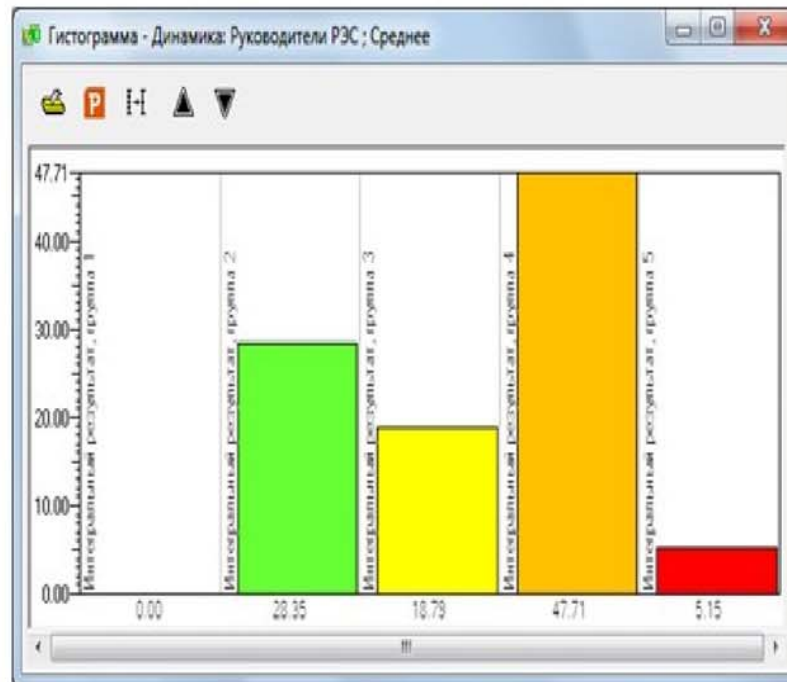 Гистограмма - Динамика: Руководители РЭС ; Среднее
P
47.71
40.00
30.00
20.00
10.00
0.00
Интегральный результат, группа 1
Интегральный результат, группа 2
Интегральный результат, группа 3
Интегральный результат, группа 4
Интегральный результат, группа 5
0.00
28.35
18.79
47.71
5.15